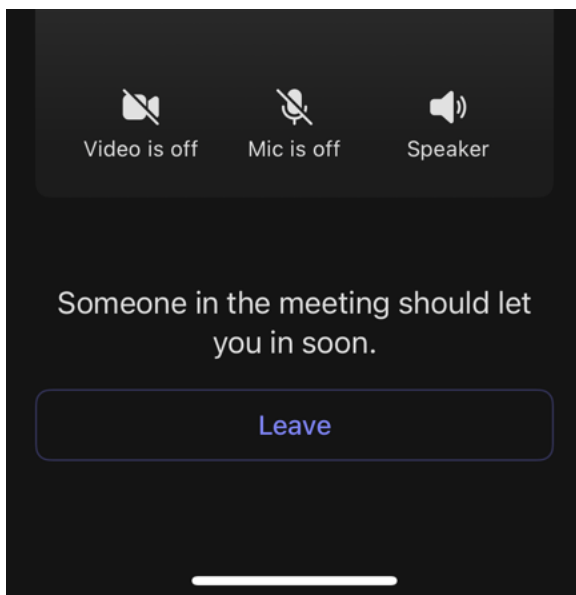 Video is off Mic is off Speaker
Someone in the meeting should let
you in soon.
Leave